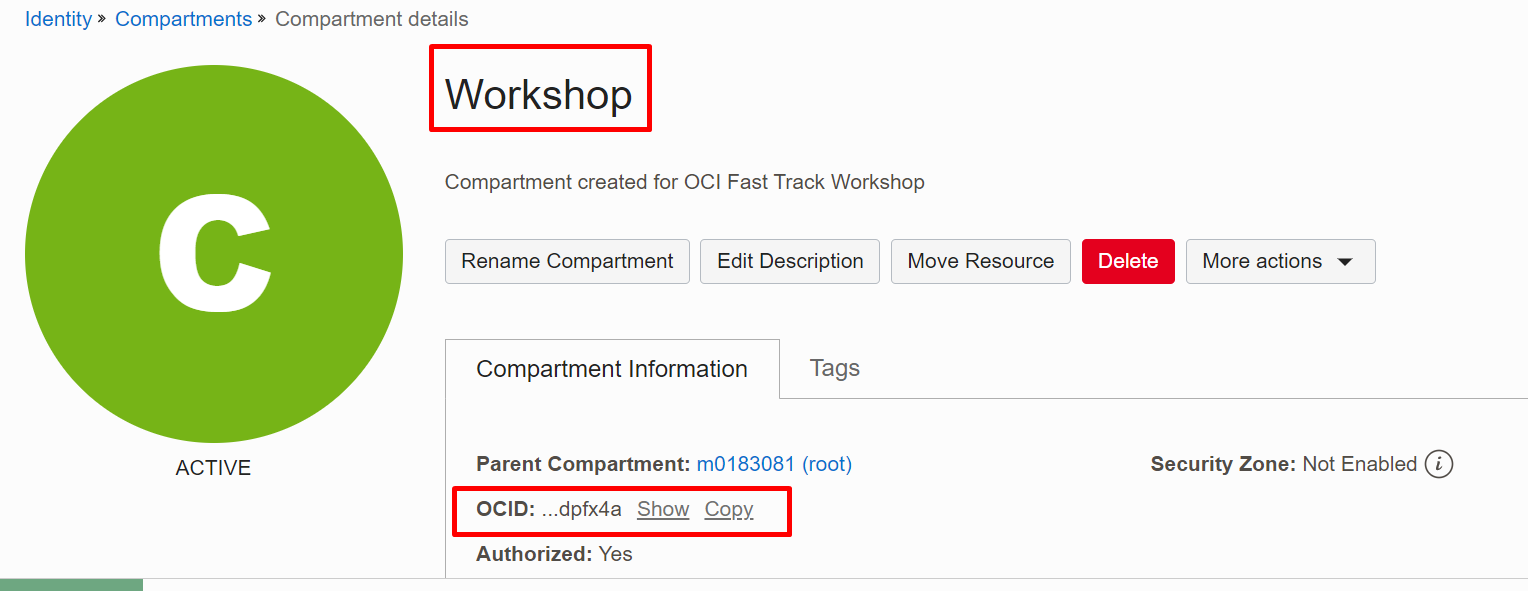 Identity » Compartments » Compartment details
Workshop
Compartment created for OCI Fast Track Workshop
Rename Compartment Edit Description Move Resource Delete More actions
C
ACTIVE
Compartment Information Tags
Parent Compartment: m0183081 (root) Security Zone: Not Enabled i
OCID: ...dpfx4a Show Copy
Authorized: Yes